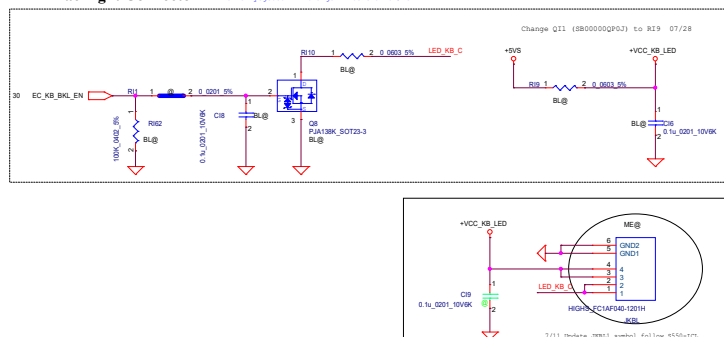 Change QI1 (SB00000QP0J) to RI9 07/28
RI10 1 2 0_0603_5% LED_KB_C
BL@
+5VS
+VCC_KB_LED
30 EC_KB_BKL_EN
RI1 1 @ 2 0_0201_5%
RI9 1 2 0_0603_5%
BL@
RI62
BL@
100K_0402_5%
1
2
CI8
BL@
0.1u_0201_10V6K
1
2
1
2
3
Q8
PJA138K_SOT23-3
BL@
1
BL@
CI6
2
0.1u_0201_10V6K
+VCC_KB_LED
ME@
6 GND2
5 GND1
4 4
3 3
2 2
1 1
LED_KB_C
1
CI9
0.1u_0201_10V6K
@
2
HIGHS_FC1AF040-1201H
JKBL